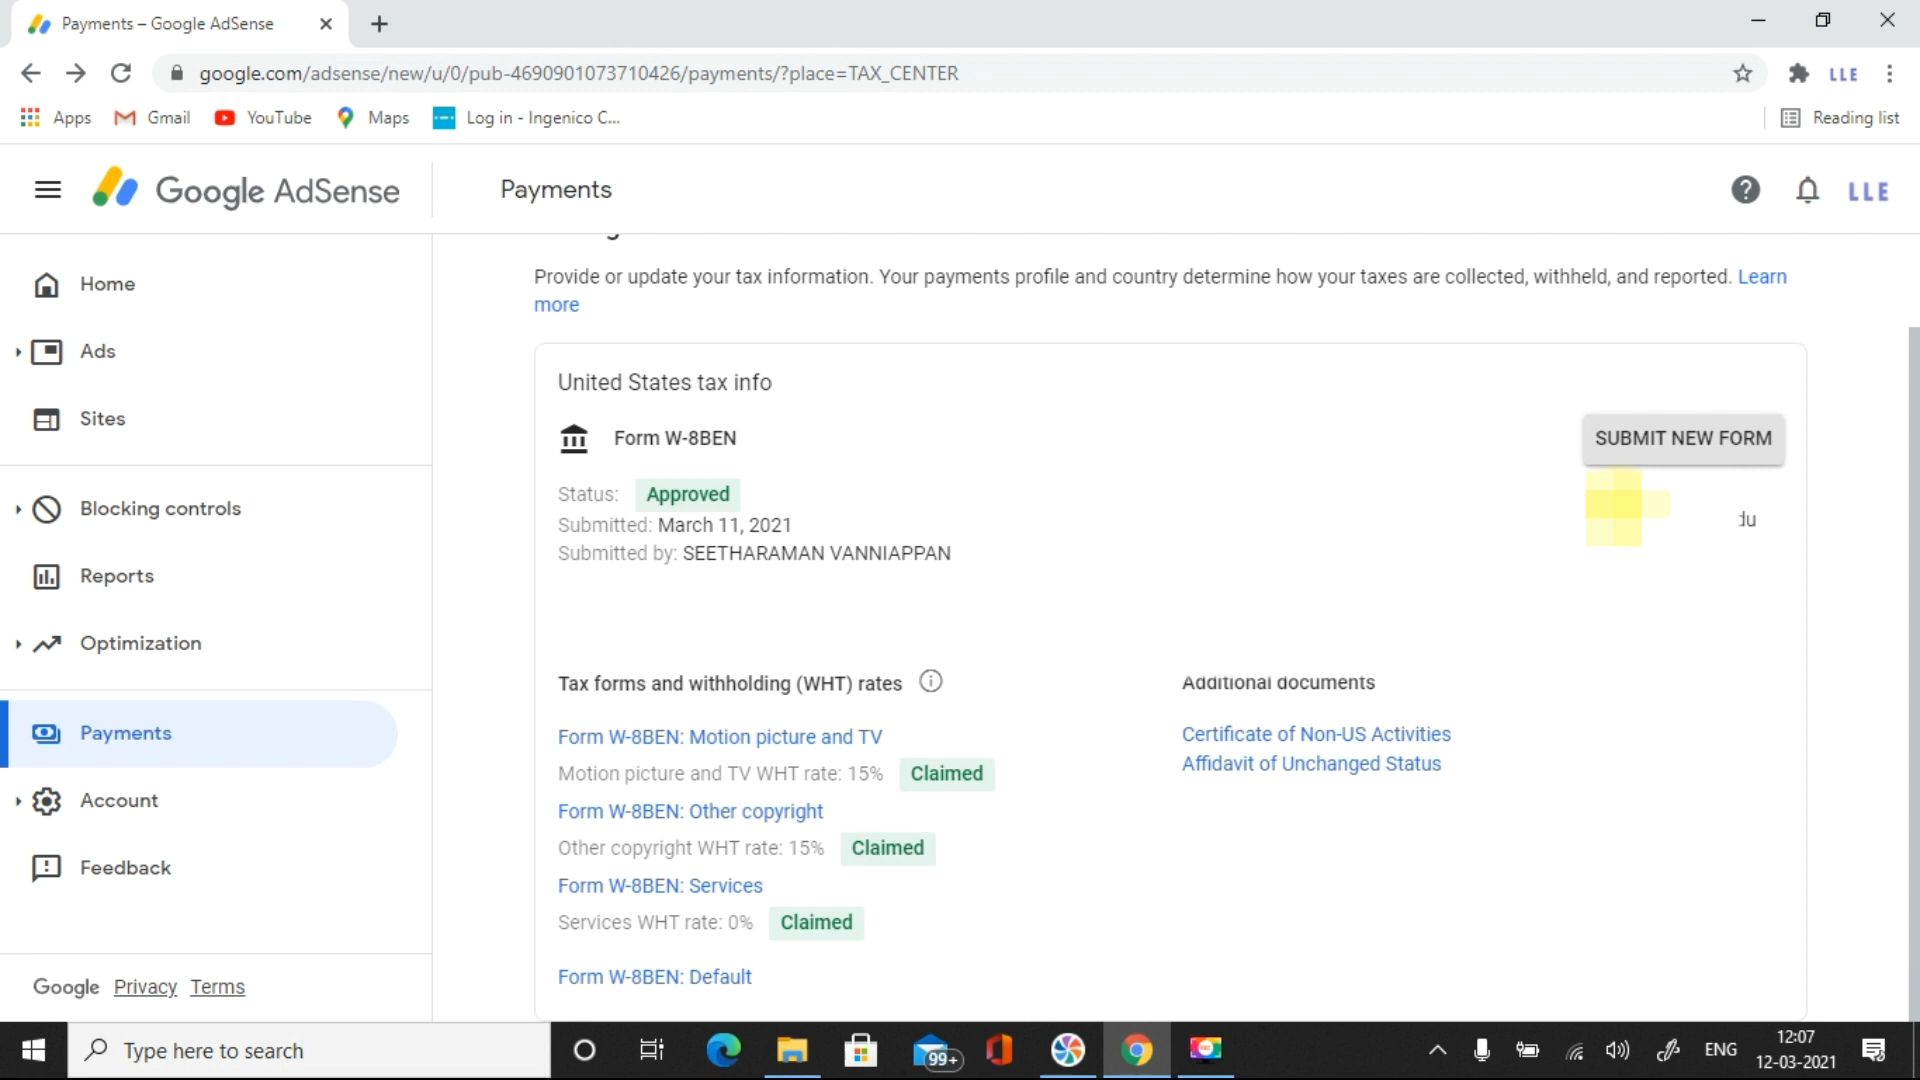 Payments – Google AdSense
google.com/adsense/new/u/0/pub-4690901073710426/payments/?place=TAX_CENTER
LLE
Apps
Gmail
YouTube
Maps
Log in - Ingenico C...
Reading list
Google AdSense
Payments
LLE
Home
Ads
Sites
Blocking controls
Reports
Optimization
Payments
Account
Feedback
Google Privacy Terms
Provide or update your tax information. Your payments profile and country determine how your taxes are collected, withheld, and reported. Learn
more
United States tax info
Form W-8BEN
SUBMIT NEW FORM
Status: Approved
Submitted: March 11, 2021
Submitted by: SEETHARAMAN VANNIAPPAN
Tax forms and withholding (WHT) rates
Form W-8BEN: Motion picture and TV
Motion picture and TV WHT rate: 15% Claimed
Form W-8BEN: Other copyright
Other copyright WHT rate: 15% Claimed
Form W-8BEN: Services
Services WHT rate: 0% Claimed
Form W-8BEN: Default
Additional documents
Certificate of Non-US Activities
Affidavit of Unchanged Status
Type here to search
99+
ENG
12:07
12-03-2021